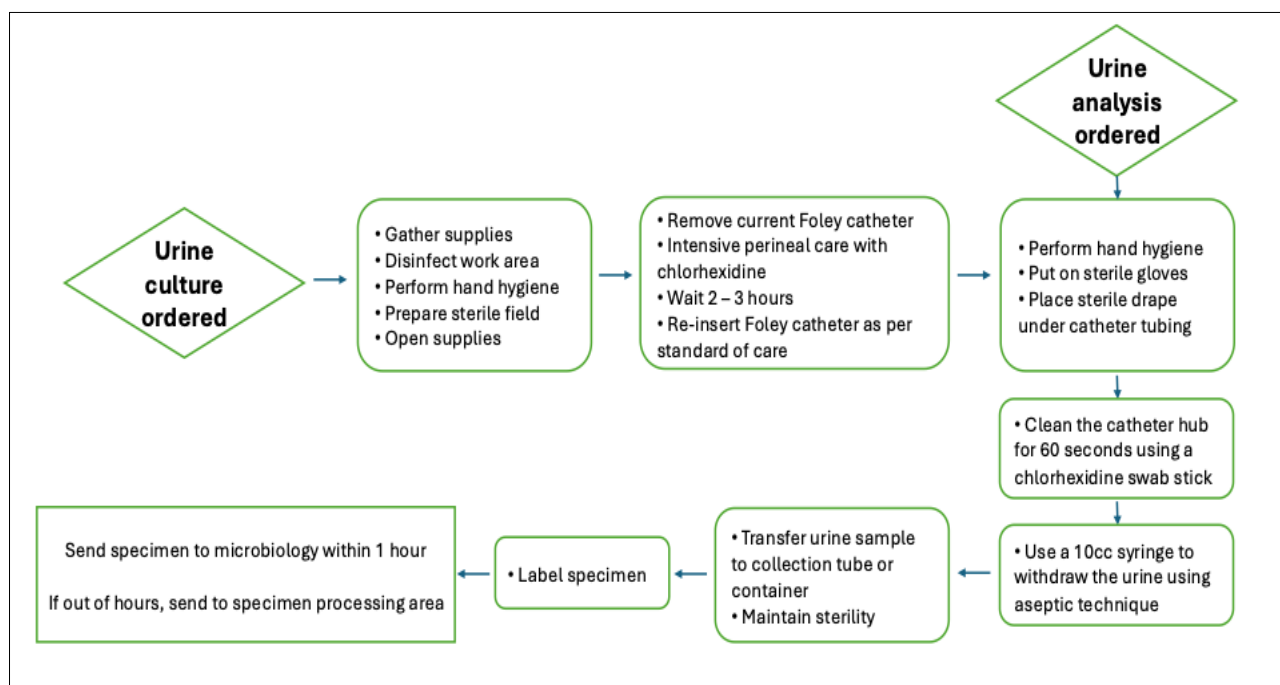 Urine
analysis
ordered
Urine
culture
ordered
• Gather supplies
• Disinfect work area
• Perform hand hygiene
• Prepare sterile field
• Open supplies
• Remove current Foley catheter
• Intensive perineal care with
chlorhexidine
• Wait 2 – 3 hours
• Re-insert Foley catheter as per
standard of care
• Perform hand hygiene
• Put on sterile gloves
• Place sterile drape
under catheter tubing
• Clean the catheter hub
for 60 seconds using a
chlorhexidine swab stick
• Use a 10cc syringe to
withdraw the urine using
aseptic technique
• Transfer urine sample
to collection tube or
container
• Maintain sterility
• Label specimen
Send specimen to microbiology within 1 hour
If out of hours, send to specimen processing area